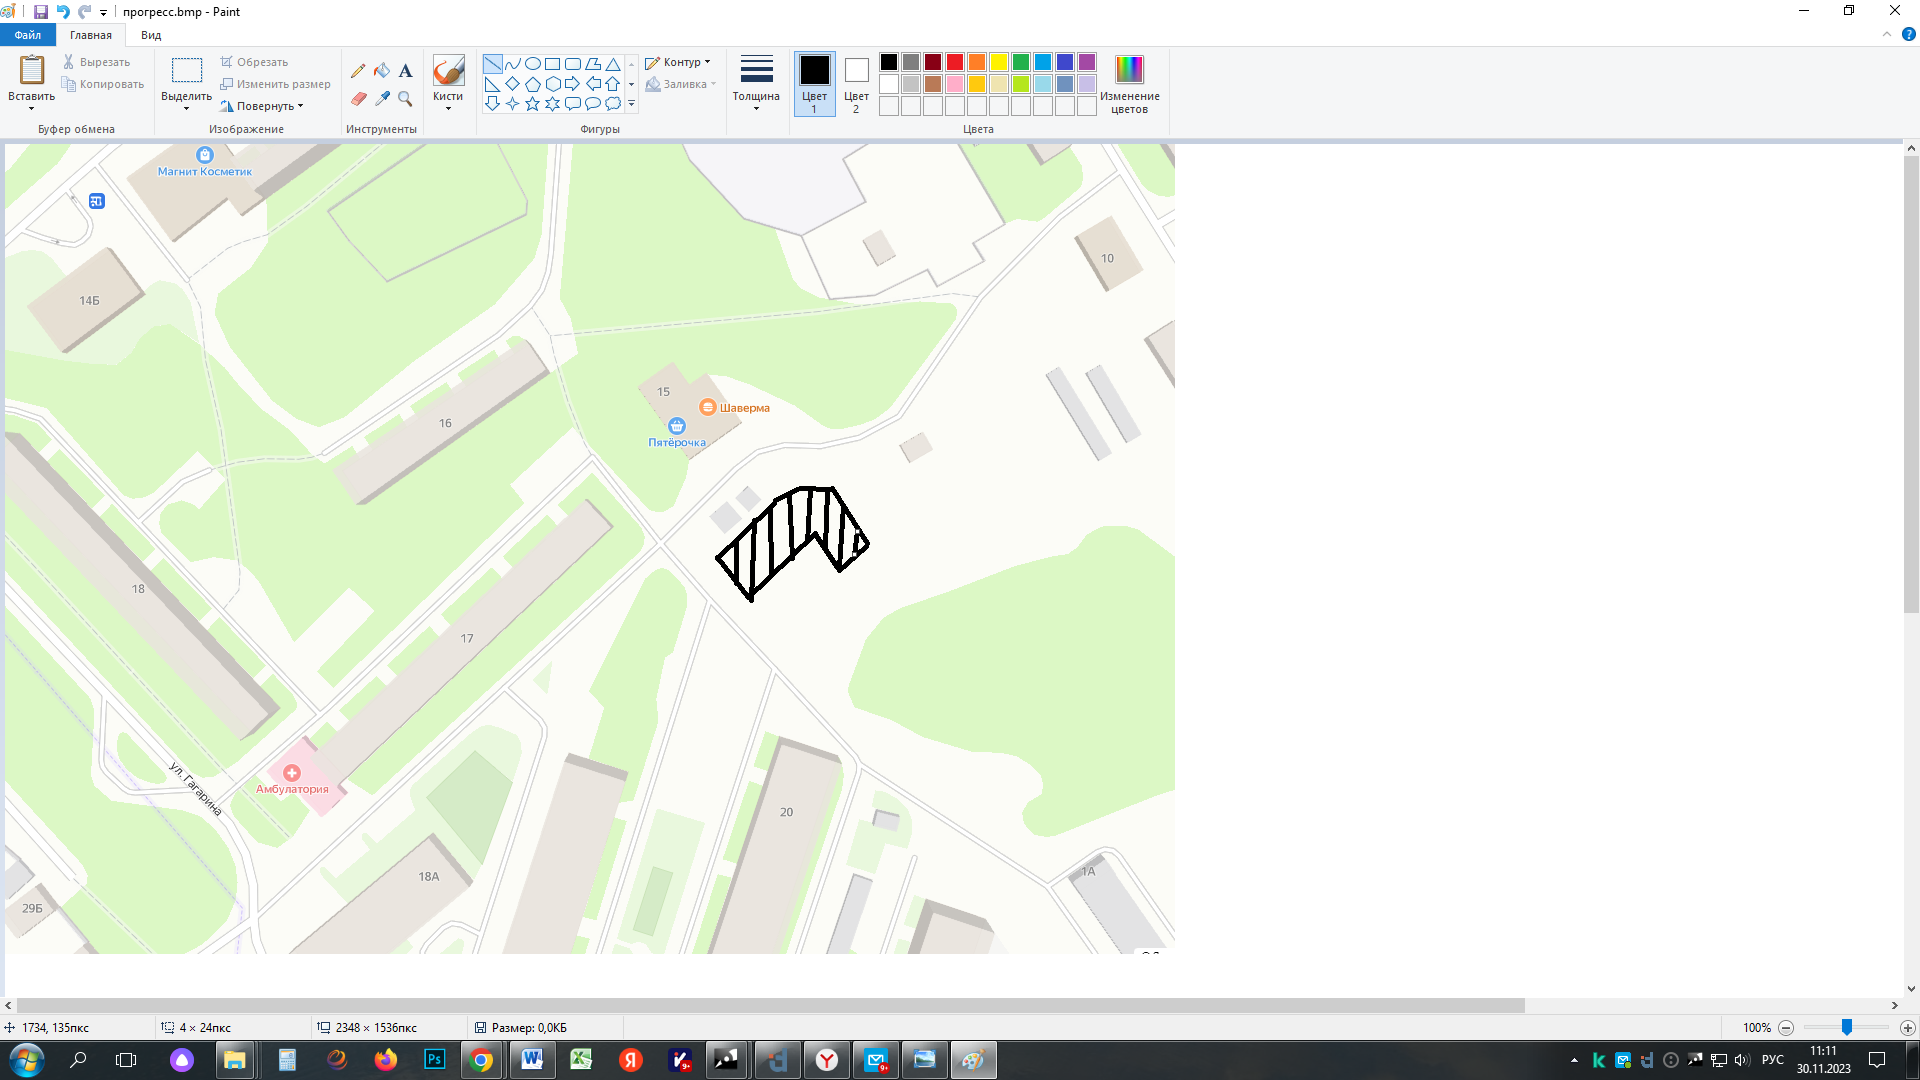 прогресс.bmp - Paint
Файл
Главная
Вид
Вставить
Вырезать
Копировать
Буфер обмена
Выделить
Обрезать
Изменить размер
Повернуть
Изображение
Инструменты
Кисти
Контур
Заливка
Фигуры
Толщина
Цвет 1
Цвет 2
Изменение цветов
Цвета
Магнит Косметик
14Б
10
16
15
Шаверма
Пятёрочка
18
17
ул. Гагарина
Амбулатория
20
18А
1А
29Б
1734, 135пкс
4 × 24пкс
2348 × 1536пкс
Размер: 0,0КБ
100%
РУС
11:11
30.11.2023